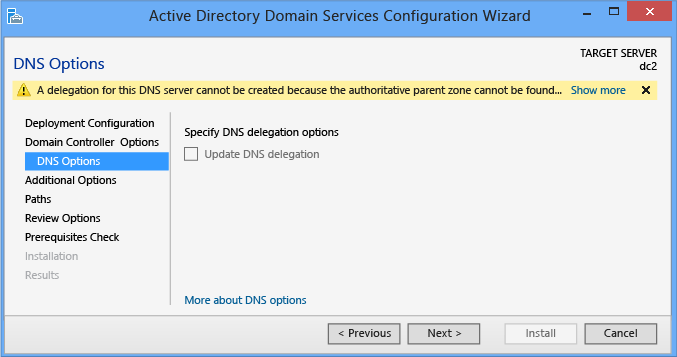 Active Directory Domain Services Configuration Wizard
DNS Options
TARGET SERVER
dc2
A delegation for this DNS server cannot be created because the authoritative parent zone cannot be found... Show more
Deployment Configuration
Domain Controller Options
DNS Options
Additional Options
Paths
Review Options
Prerequisites Check
Installation
Results
Specify DNS delegation options
Update DNS delegation
More about DNS options
< Previous
Next >
Install
Cancel